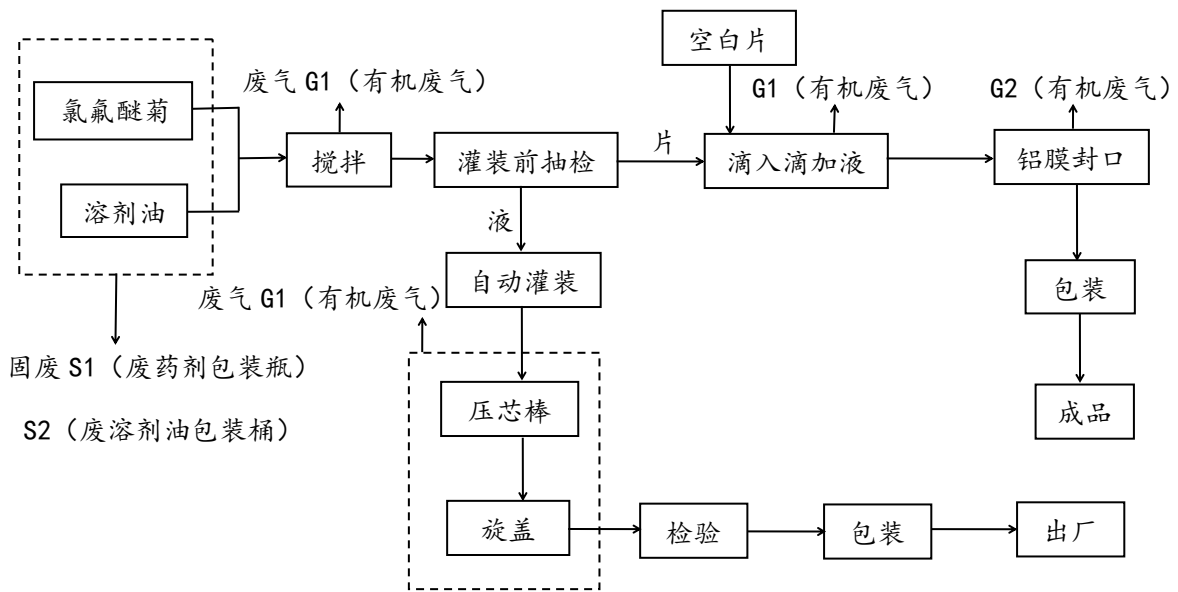 空白片
废气 G1（有机废气）
G1（有机废气）
G2（有机废气）
氯氟醚菊
搅拌
灌装前抽检
片
滴入滴加液
铝膜封口
溶剂油
液
自动灌装
包装
废气 G1（有机废气）
固废 S1（废药剂包装瓶）
压芯棒
成品
S2（废溶剂油包装桶）
旋盖
检验
包装
出厂